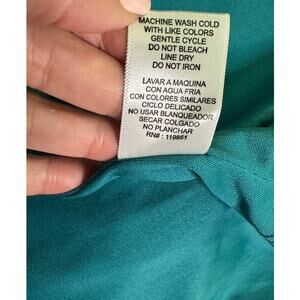 MACHINE WASH COLD
WITH LIKE COLORS
GENTLE CYCLE
DO NOT BLEACH
LINE DRY
DO NOT IRON
LAVAR A MAQUINA
CON AGUA FRIA
CON COLORES SIMILARES
CICLO DELICADO
NO USAR BLANQUEADOR
SECAR COLGADO
NO PLANCHAR
RN# : 119851